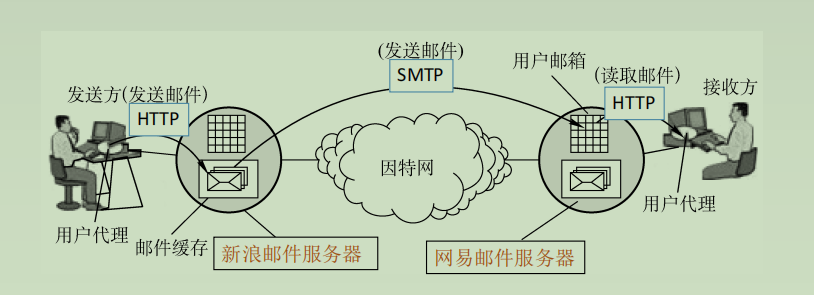 (发送邮件)
SMTP
用户邮箱
(读取邮件)
HTTP
接收方
发送方(发送邮件)
HTTP
因特网
用户代理
邮件缓存
新浪邮件服务器
网易邮件服务器
用户代理